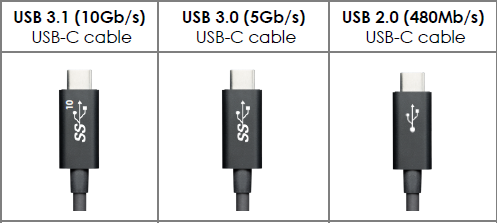 USB 3.1 (10Gb/s)
USB-C cable
USB 3.0 (5Gb/s)
USB-C cable
USB 2.0 (480Mb/s)
USB-C cable
SS 10
SS